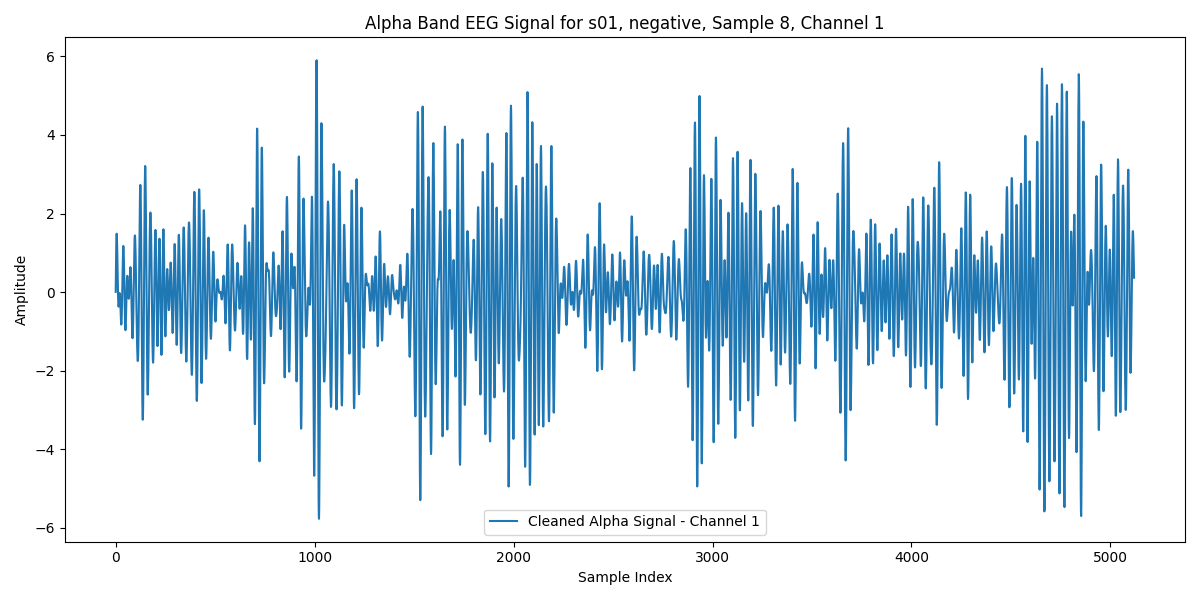 Alpha Band EEG Signal for s01, negative, Sample 8, Channel 1
Amplitude
6
4
2
0
−2
−4
−6
Cleaned Alpha Signal - Channel 1
0 1000 2000 3000 4000 5000
Sample Index